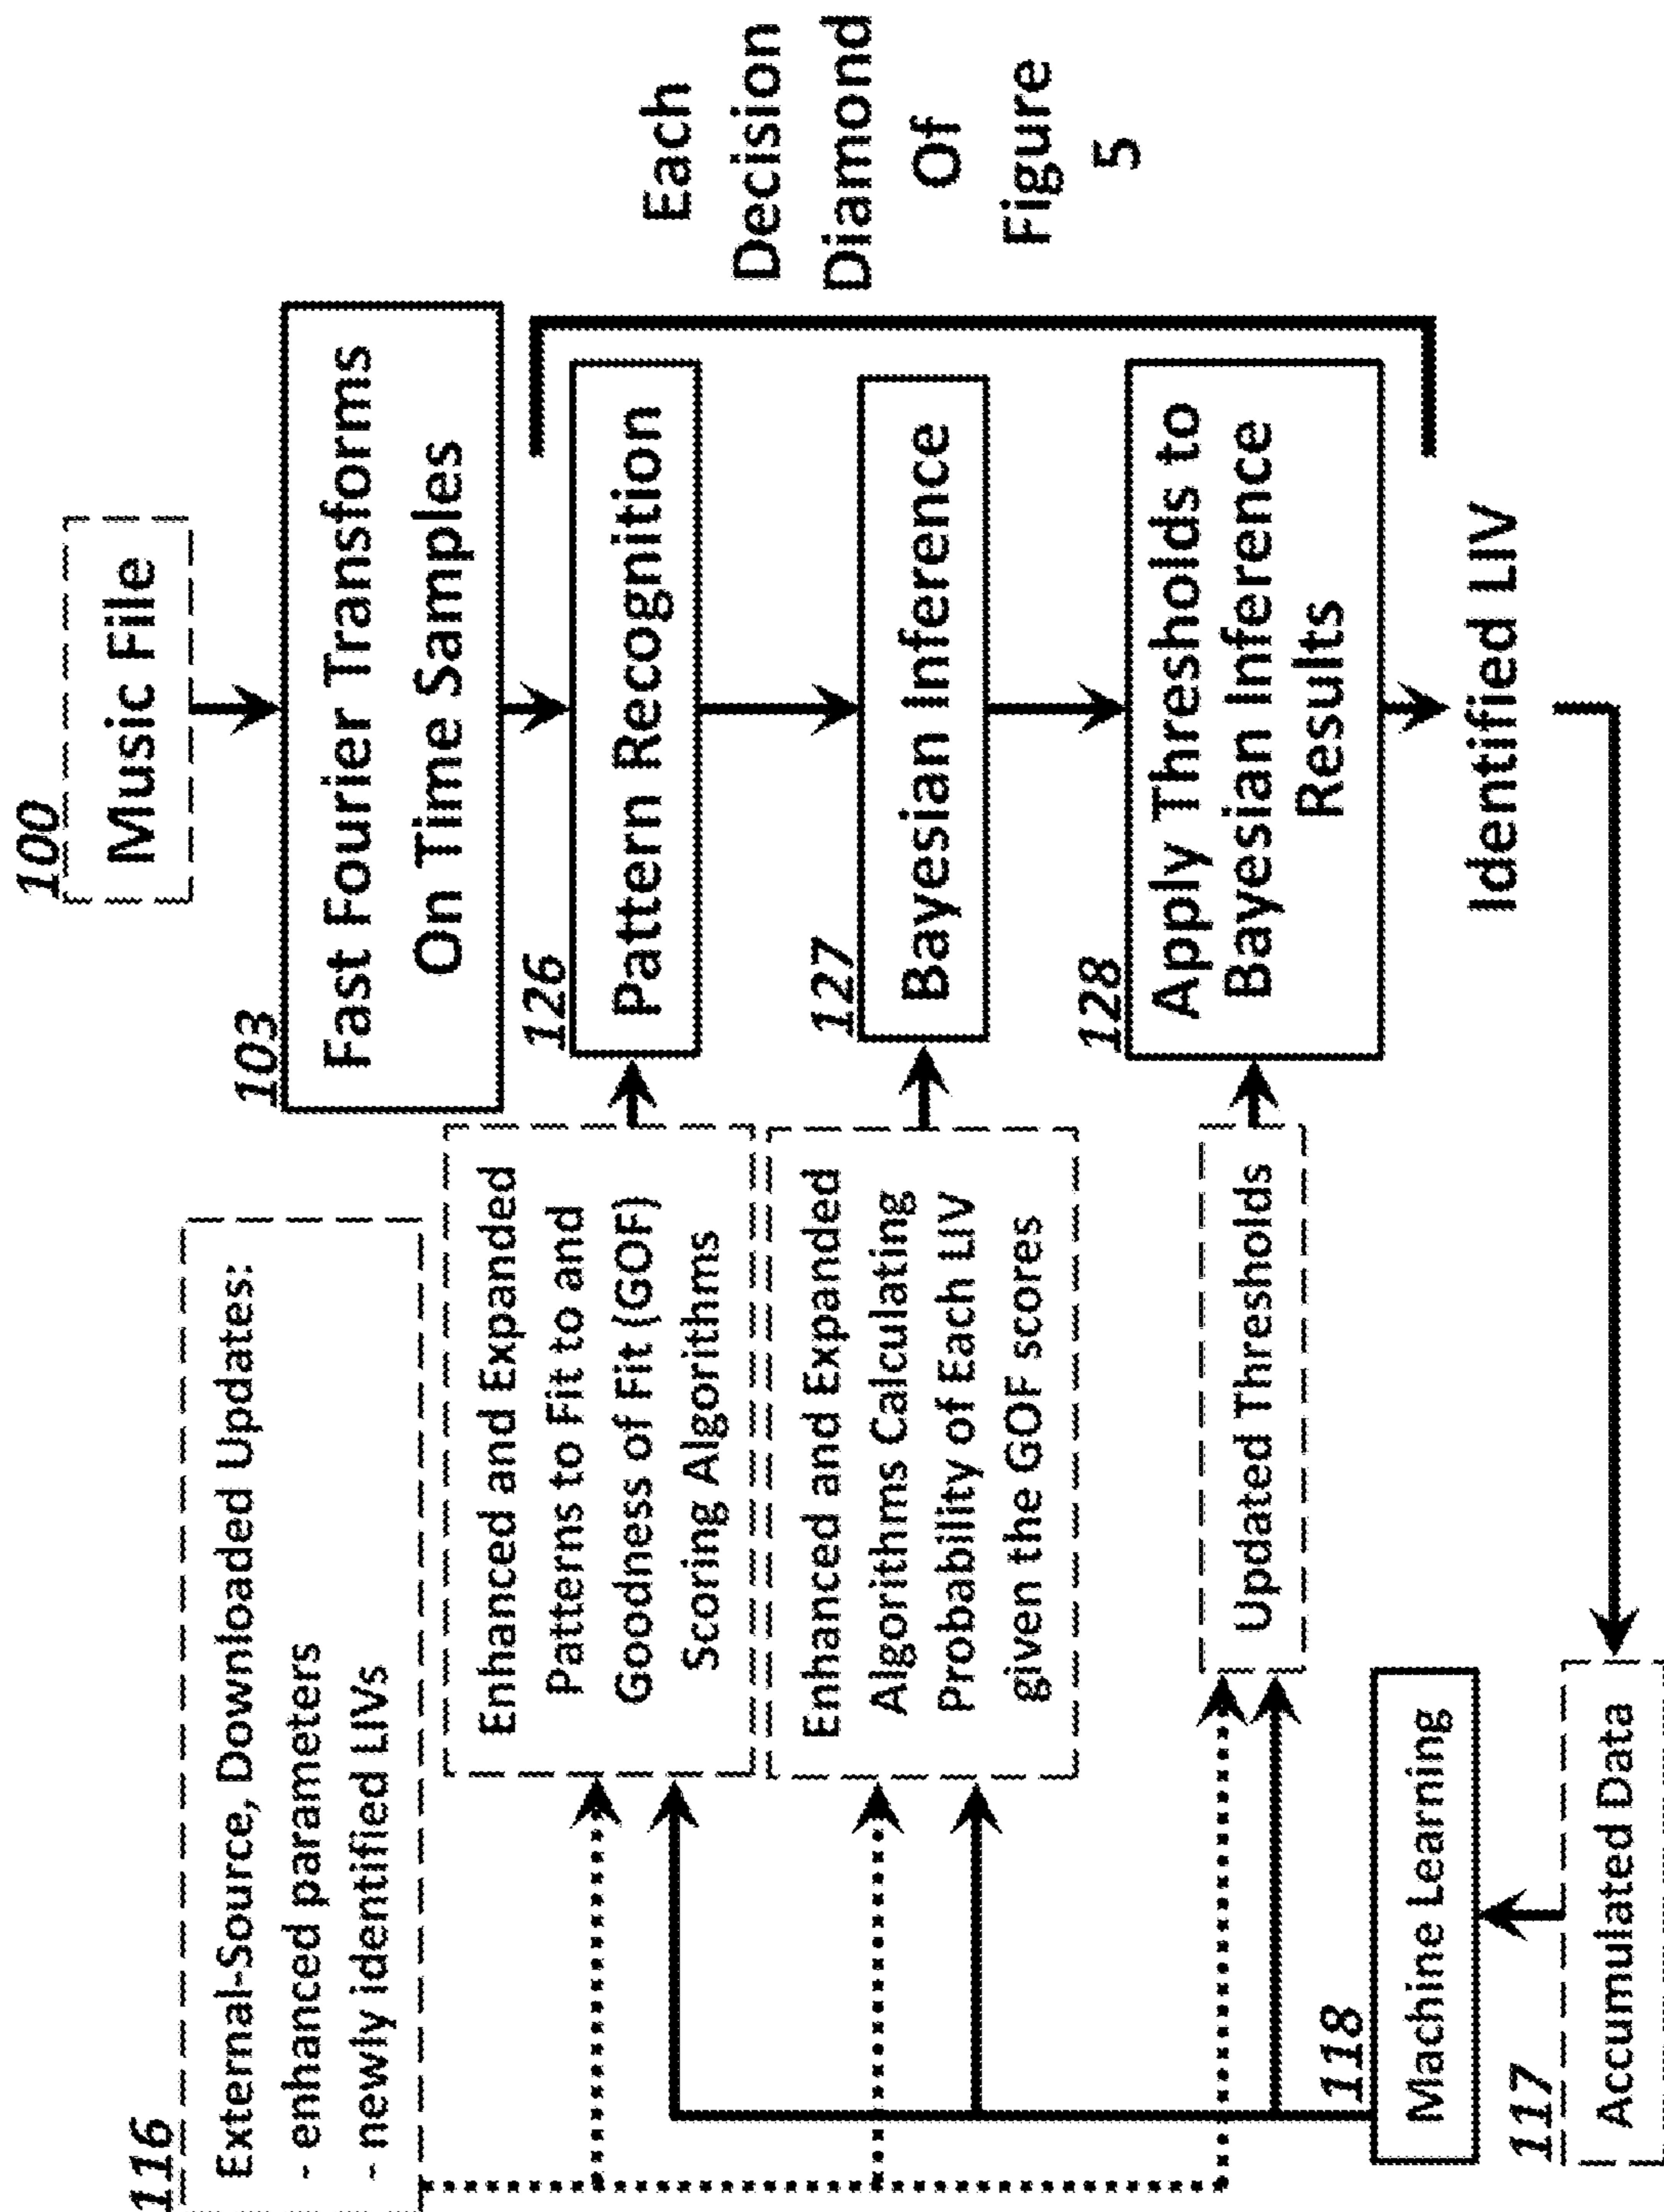 100
Music File
103
Fast Fourier Transforms
On Time Samples
126
Pattern Recognition
127
Bayesian Inference
128
Apply Thresholds to
Bayesian Inference
Results
Identified LIV
Each
Decision
Diamond
Of
Figure
5
116
External-Source, Downloaded Updates:
- enhanced parameters
- newly identified LIVs
Enhanced and Expanded
Patterns to Fit to and
Goodness of Fit (GOF)
Scoring Algorithms
Enhanced and Expanded
Algorithms Calculating
Probability of Each LIV
given the GOF scores
Updated Thresholds
118
Machine Learning
117
Accumulated Data